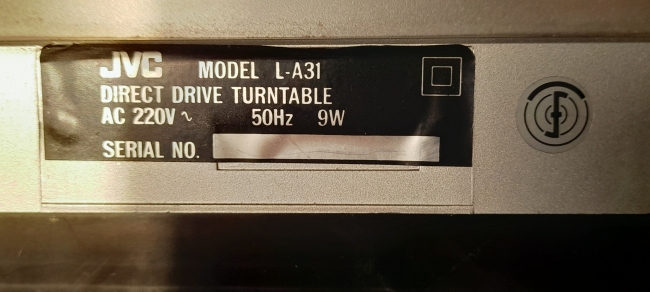 JVC MODEL L-A31
DIRECT DRIVE TURNTABLE
AC 220V ~ 50Hz 9W
SERIAL NO.